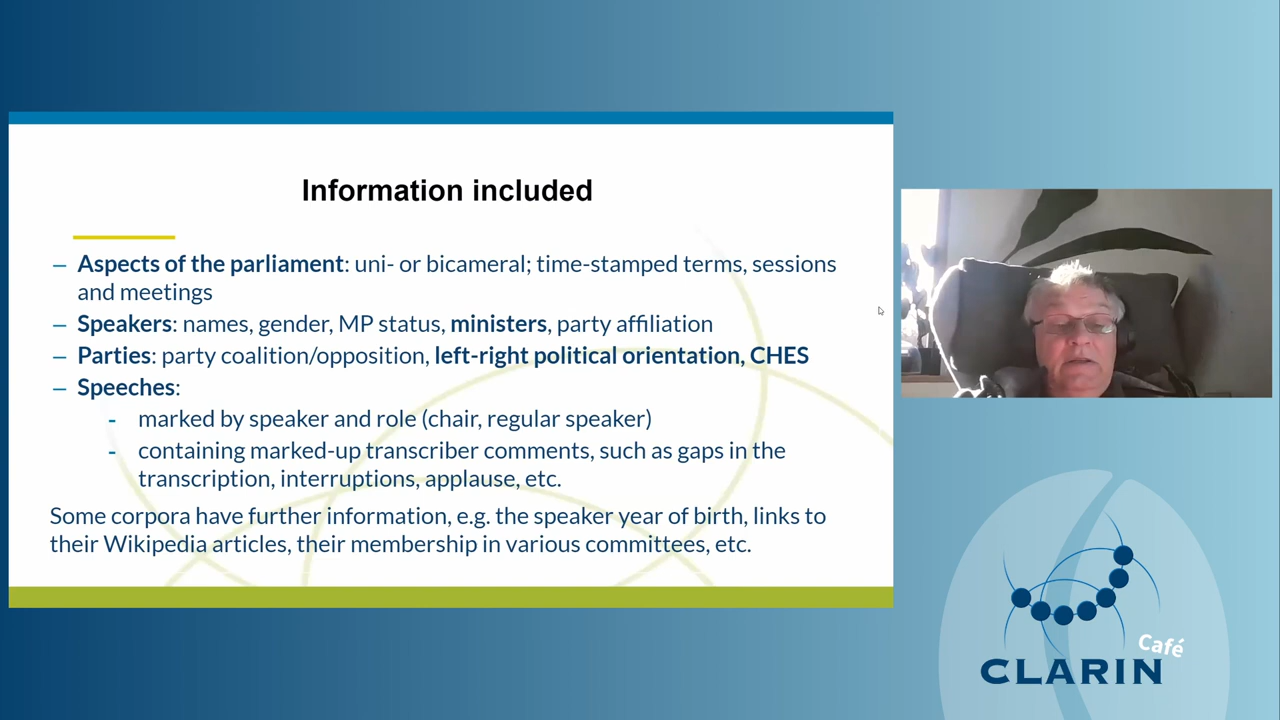 Information included
– Aspects of the parliament: uni- or bicameral; time-stamped terms, sessions
and meetings
– Speakers: names, gender, MP status, ministers, party affiliation
– Parties: party coalition/opposition, left-right political orientation, CHES
– Speeches:
- marked by speaker and role (chair, regular speaker)
- containing marked-up transcriber comments, such as gaps in the
transcription, interruptions, applause, etc.
Some corpora have further information, e.g. the speaker year of birth, links to
their Wikipedia articles, their membership in various committees, etc.
Café
CLARIN